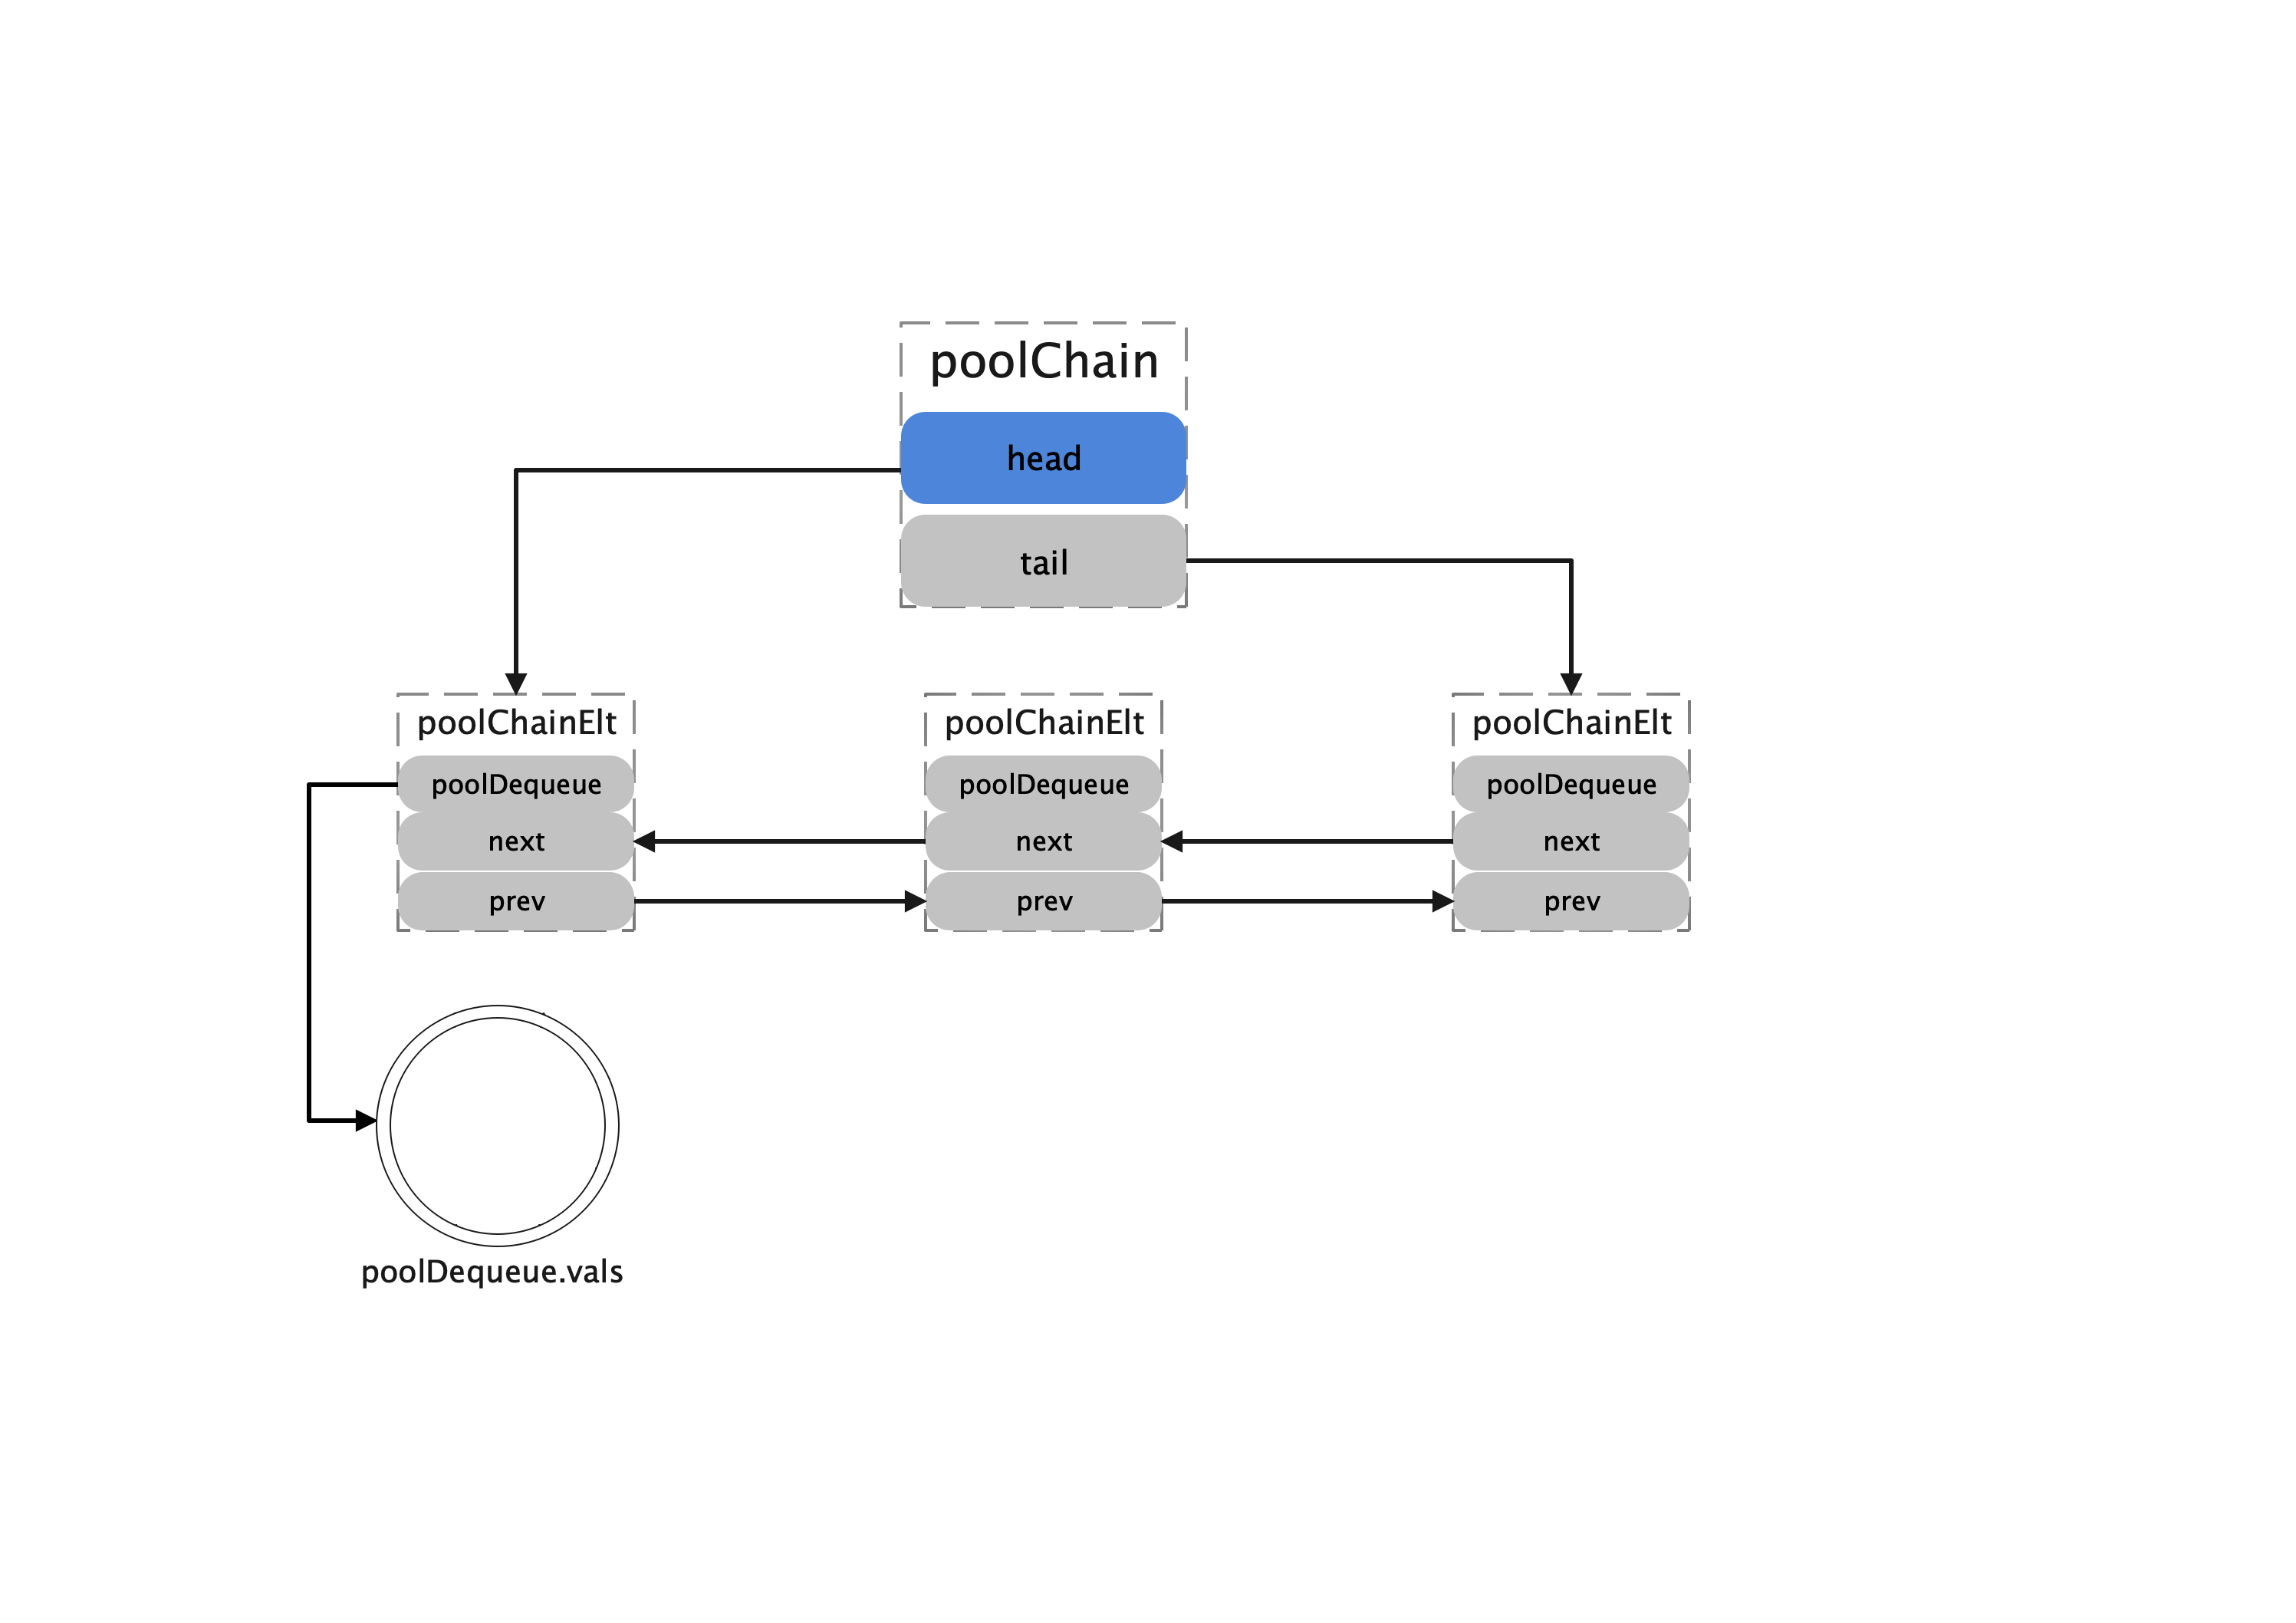 poolChain
head
tail
poolChainElt
poolDequeue
next
prev
poolChainElt
poolDequeue
next
prev
poolChainElt
poolDequeue
next
prev
poolDequeue.vals